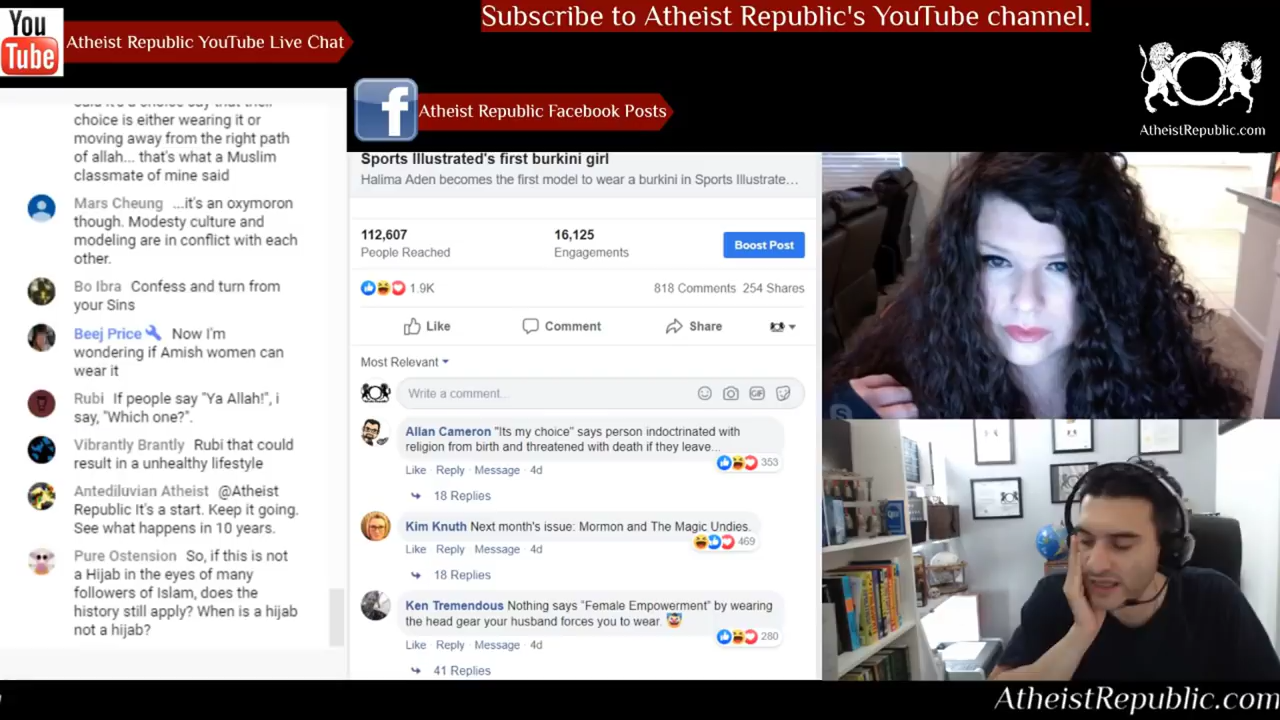 Subscribe to Atheist Republic's YouTube channel.
You
Tube
Atheist Republic YouTube Live Chat
Atheist Republic Facebook Posts
AtheistRepublic.com
said it's a choice say that their
choice is either wearing it or
moving away from the right path
of allah... that's what a Muslim
classmate of mine said
Mars Cheung ...it's an oxymoron
though. Modesty culture and
modeling are in conflict with each
other.
Bo Ibra Confess and turn from
your Sins
Beej Price Now I'm
wondering if Amish women can
wear it
Rubi If people say "Ya Allah!", i
say, "Which one?".
Vibrantly Brantly Rubi that could
result in a unhealthy lifestyle
Antediluvian Atheist @Atheist
Republic It's a start. Keep it going.
See what happens in 10 years.
Pure Ostension So, if this is not
a Hijab in the eyes of many
followers of Islam, does the
history still apply? When is a hijab
not a hijab?
Sports Illustrated's first burkini girl
Halima Aden becomes the first model to wear a burkini in Sports Illustrate...
112,607
People Reached
16,125
Engagements
Boost Post
1.9K
818 Comments 254 Shares
Like
Comment
Share
Most Relevant
Write a comment...
GIF
Allan Cameron "Its my choice" says person indoctrinated with
religion from birth and threatened with death if they leave...
353
Like Reply Message 4d
18 Replies
Kim Knuth Next month's issue: Mormon and The Magic Undies.
469
Like Reply Message 4d
18 Replies
Ken Tremendous Nothing says "Female Empowerment" by wearing
the head gear your husband forces you to wear.
280
Like Reply Message 4d
41 Replies
AtheistRepublic.com